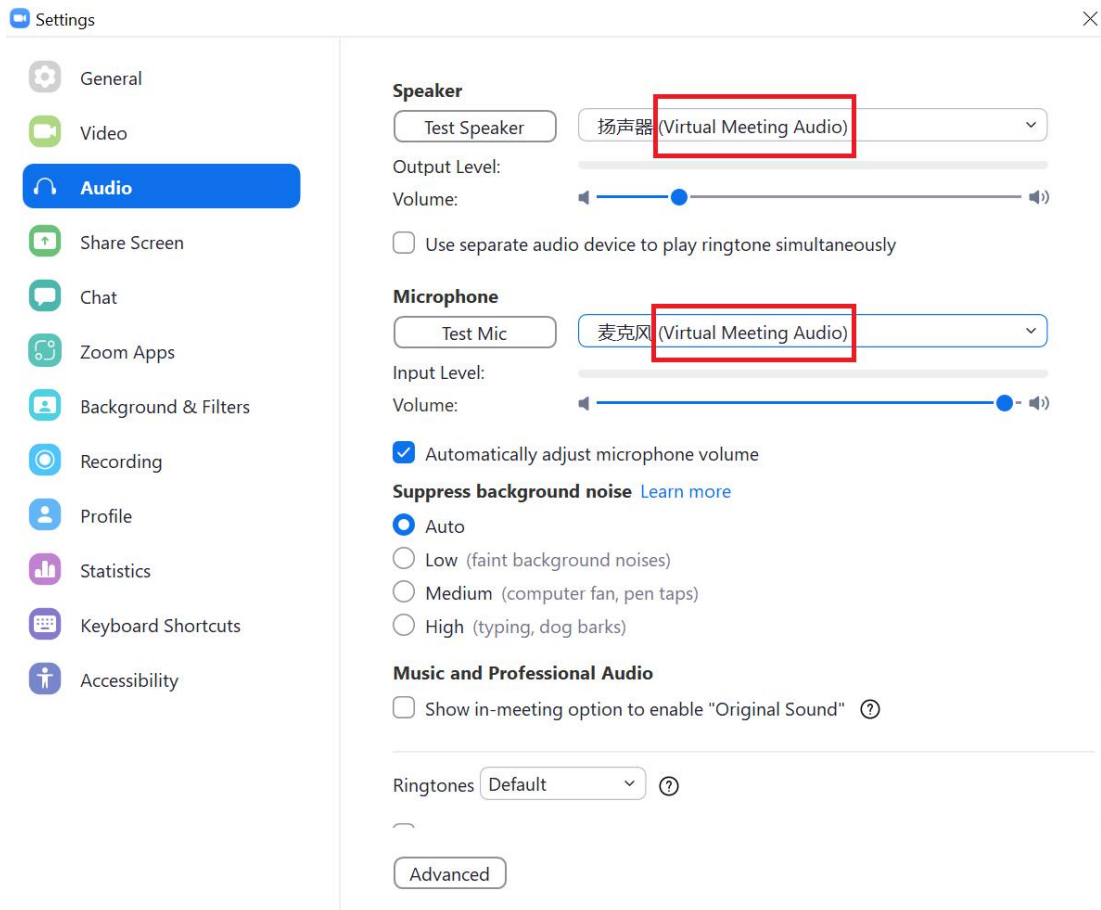 Settings
General
Video
Audio
Share Screen
Chat
Zoom Apps
Background & Filters
Recording
Profile
Statistics
Keyboard Shortcuts
Accessibility
Speaker
Test Speaker
扬声器 (Virtual Meeting Audio)
Output Level:
Volume:
Use separate audio device to play ringtone simultaneously
Microphone
Test Mic
麦克风 (Virtual Meeting Audio)
Input Level:
Volume:
Automatically adjust microphone volume
Suppress background noise Learn more
Auto
Low (faint background noises)
Medium (computer fan, pen taps)
High (typing, dog barks)
Music and Professional Audio
Show in-meeting option to enable "Original Sound" ?
Ringtones Default ?
Advanced